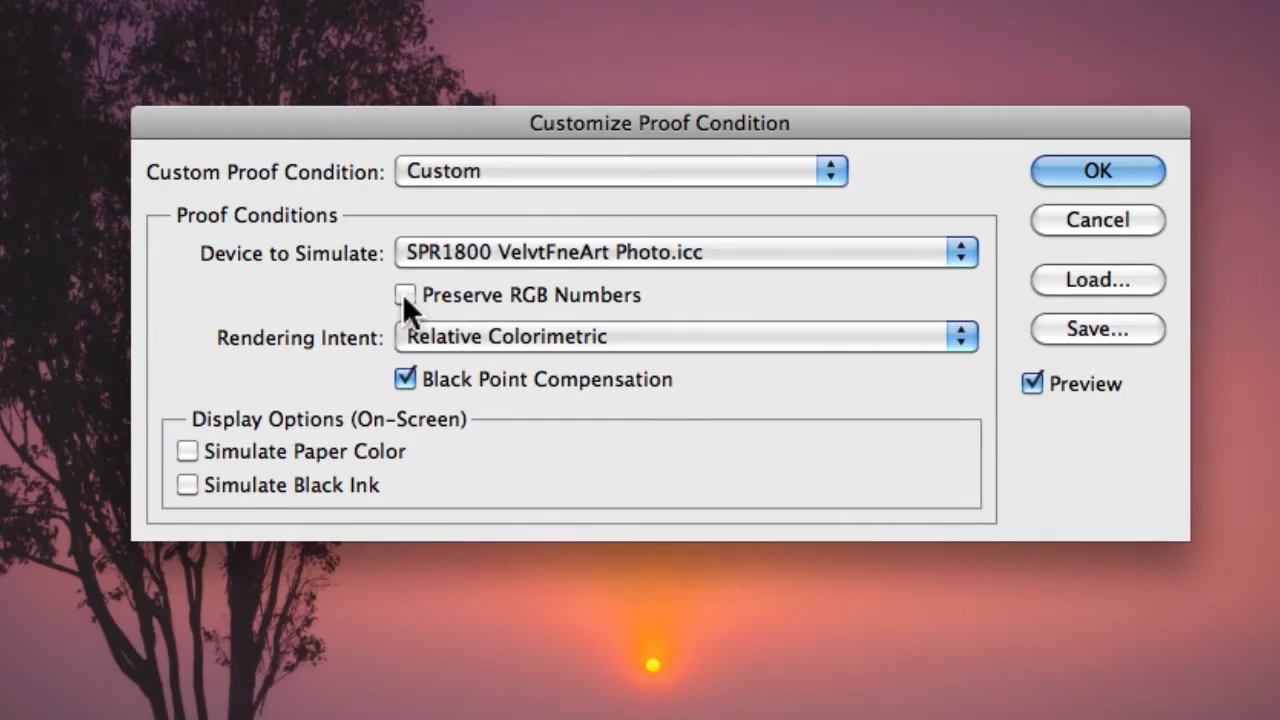 Customize Proof Condition
Custom Proof Condition: Custom
OK
Proof Conditions
Cancel
Device to Simulate: SPR1800 VelvtFneArt Photo.icc
Load...
Preserve RGB Numbers
Save...
Rendering Intent: Relative Colorimetric
Black Point Compensation
Preview
Display Options (On-Screen)
Simulate Paper Color
Simulate Black Ink